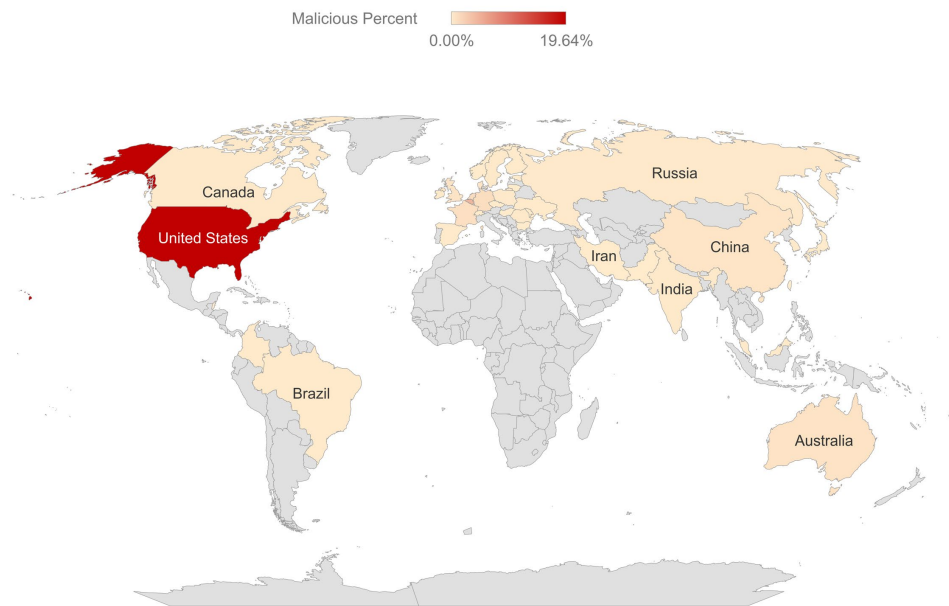 Malicious Percent
0.00% 19.64%
Russia
Canada
United States
China
Iran
India
Brazil
Australia